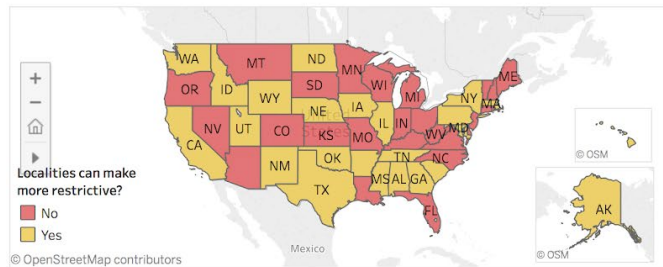 WA
MT
ND
MN
ME
OR
ID
SD
WI
MI
NY
MA
WY
IA
NE
NV
UT
CO
KS
MO
IL
IN
WV
MD
CA
OK
TN
NC
NM
MS
AL
GA
TX
FL
Mexico
+
−
Localities can make
more restrictive?
No
Yes
© OpenStreetMap contributors
© OSM
AK
© OSM